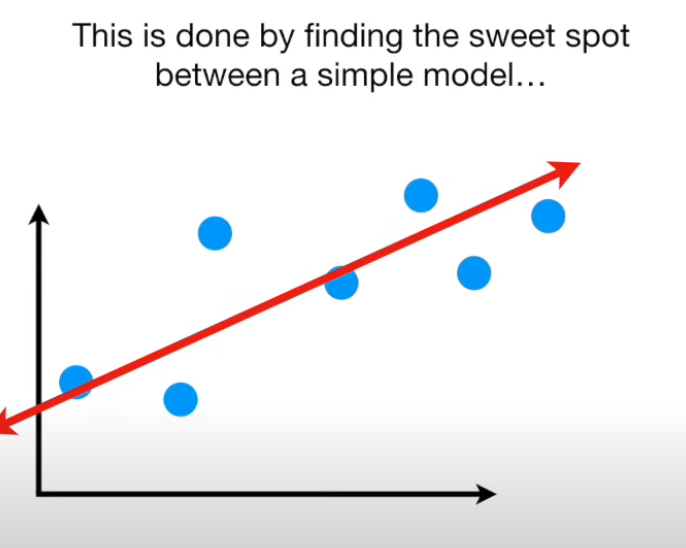 This is done by finding the sweet spot
between a simple model…